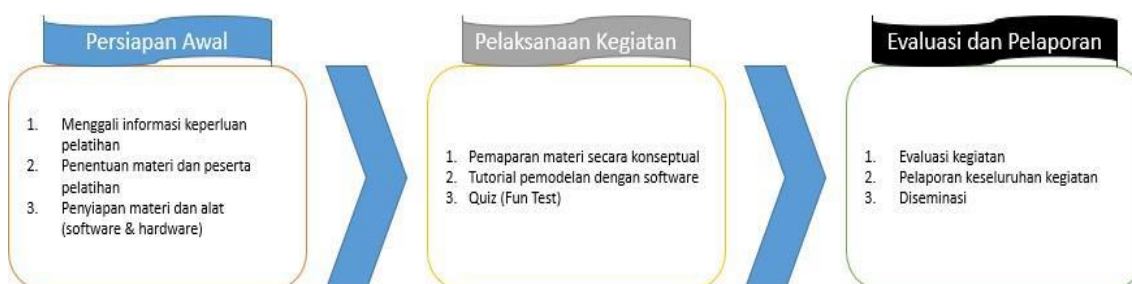 Persiapan Awal
1. Menggali informasi keperluan
pelatihan
2. Penentuan materi dan peserta
pelatihan
3. Penyiapan materi dan alat
(software & hardware)
Pelaksanaan Kegiatan
1. Pemaparan materi secara konseptual
2. Tutorial pemodelan dengan software
3. Quiz (Fun Test)
Evaluasi dan Pelaporan
1. Evaluasi kegiatan
2. Pelaporan keseluruhan kegiatan
3. Diseminasi